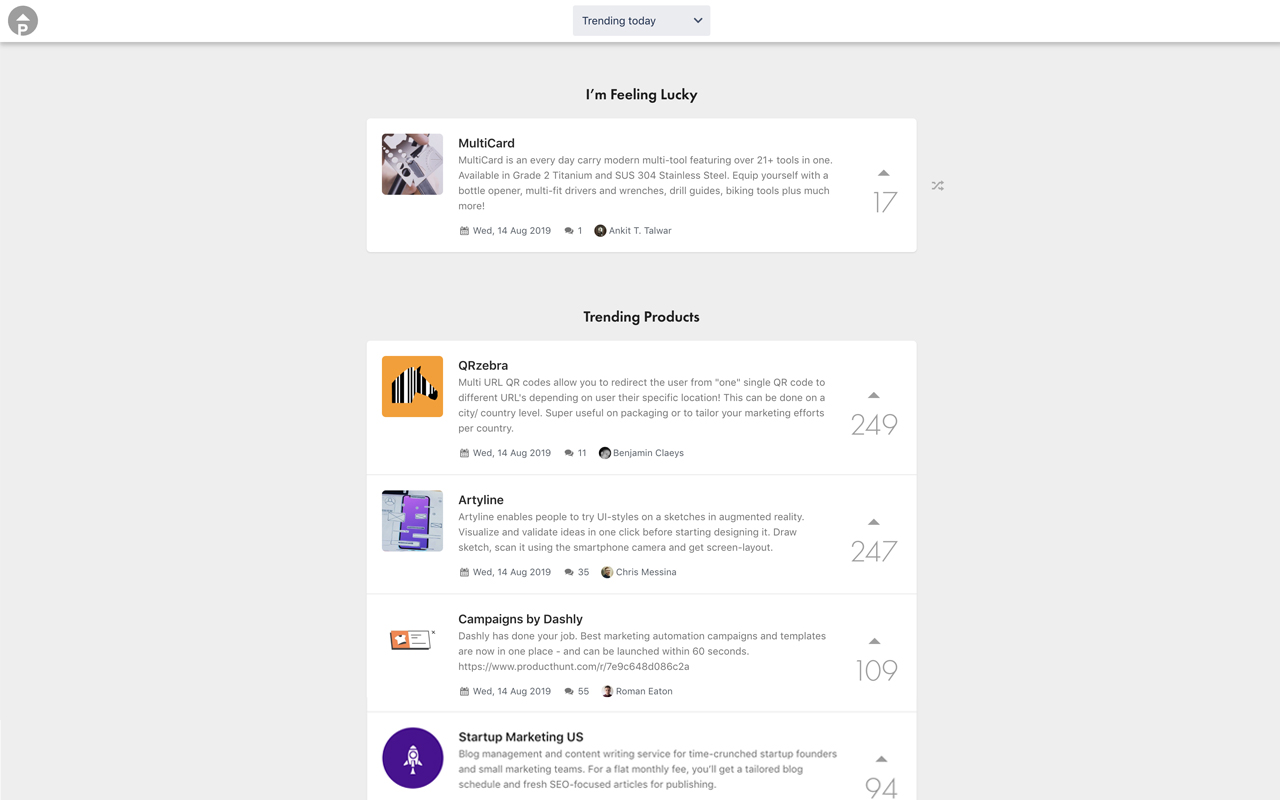 P
Trending today
I’m Feeling Lucky
MultiCard
MultiCard is an every day carry modern multi-tool featuring over 21+ tools in one.
Available in Grade 2 Titanium and SUS 304 Stainless Steel. Equip yourself with a
bottle opener, multi-fit drivers and wrenches, drill guides, biking tools plus much
more!
17
Wed, 14 Aug 2019 1 Ankit T. Talwar
Trending Products
QRzebra
Multi URL QR codes allow you to redirect the user from "one" single QR code to
different URL's depending on user their specific location! This can be done on a
city/ country level. Super useful on packaging or to tailor your marketing efforts
per country.
249
Wed, 14 Aug 2019 11 Benjamin Claeys
Artyline
Artyline enables people to try UI-styles on a sketches in augmented reality.
Visualize and validate ideas in one click before starting designing it. Draw
sketch, scan it using the smartphone camera and get screen-layout.
247
Wed, 14 Aug 2019 35 Chris Messina
Campaigns by Dashly
Dashly has done your job. Best marketing automation campaigns and templates
are now in one place - and can be launched within 60 seconds.
https://www.producthunt.com/r/7e9c648d086c2a
109
Wed, 14 Aug 2019 55 Roman Eaton
Startup Marketing US
Blog management and content writing service for time-crunched startup founders
and small marketing teams. For a flat monthly fee, you’ll get a tailored blog
schedule and fresh SEO-focused articles for publishing.
94